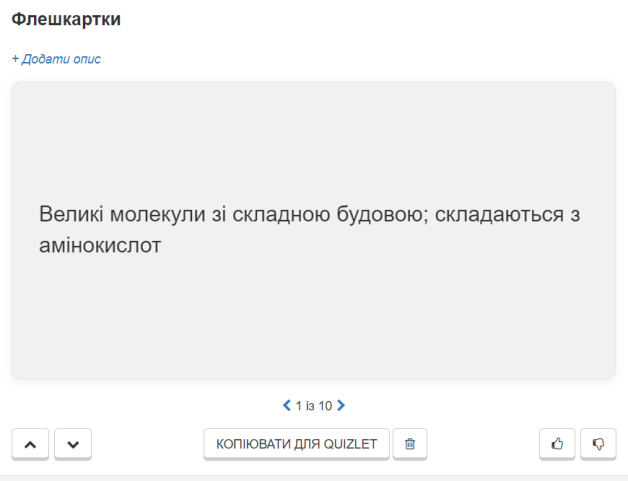 Флешкартки
+ Додати опис
Великі молекули зі складною будовою; складаються з
амінокислот
1 із 10
КОПІЮВАТИ ДЛЯ QUIZLET